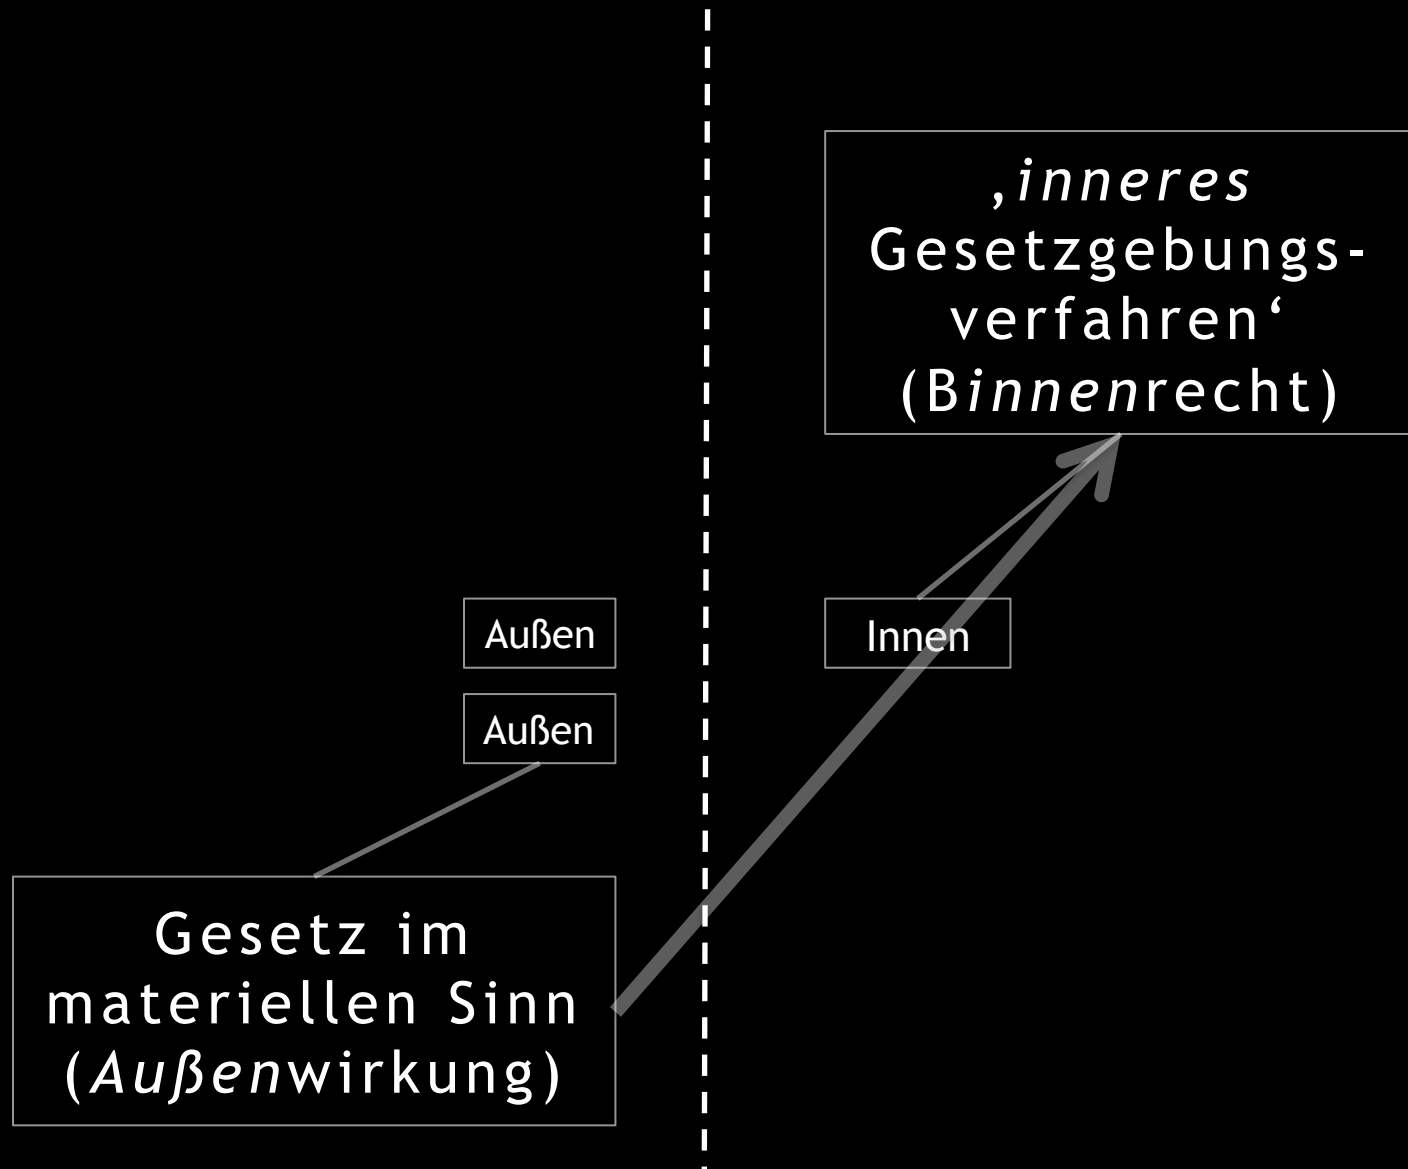 ‚inneres
Gesetzgebungs-
verfahren‘
(Binnenrecht)
Außen
Innen
Außen
Gesetz im
materiellen Sinn
(Außenwirkung)